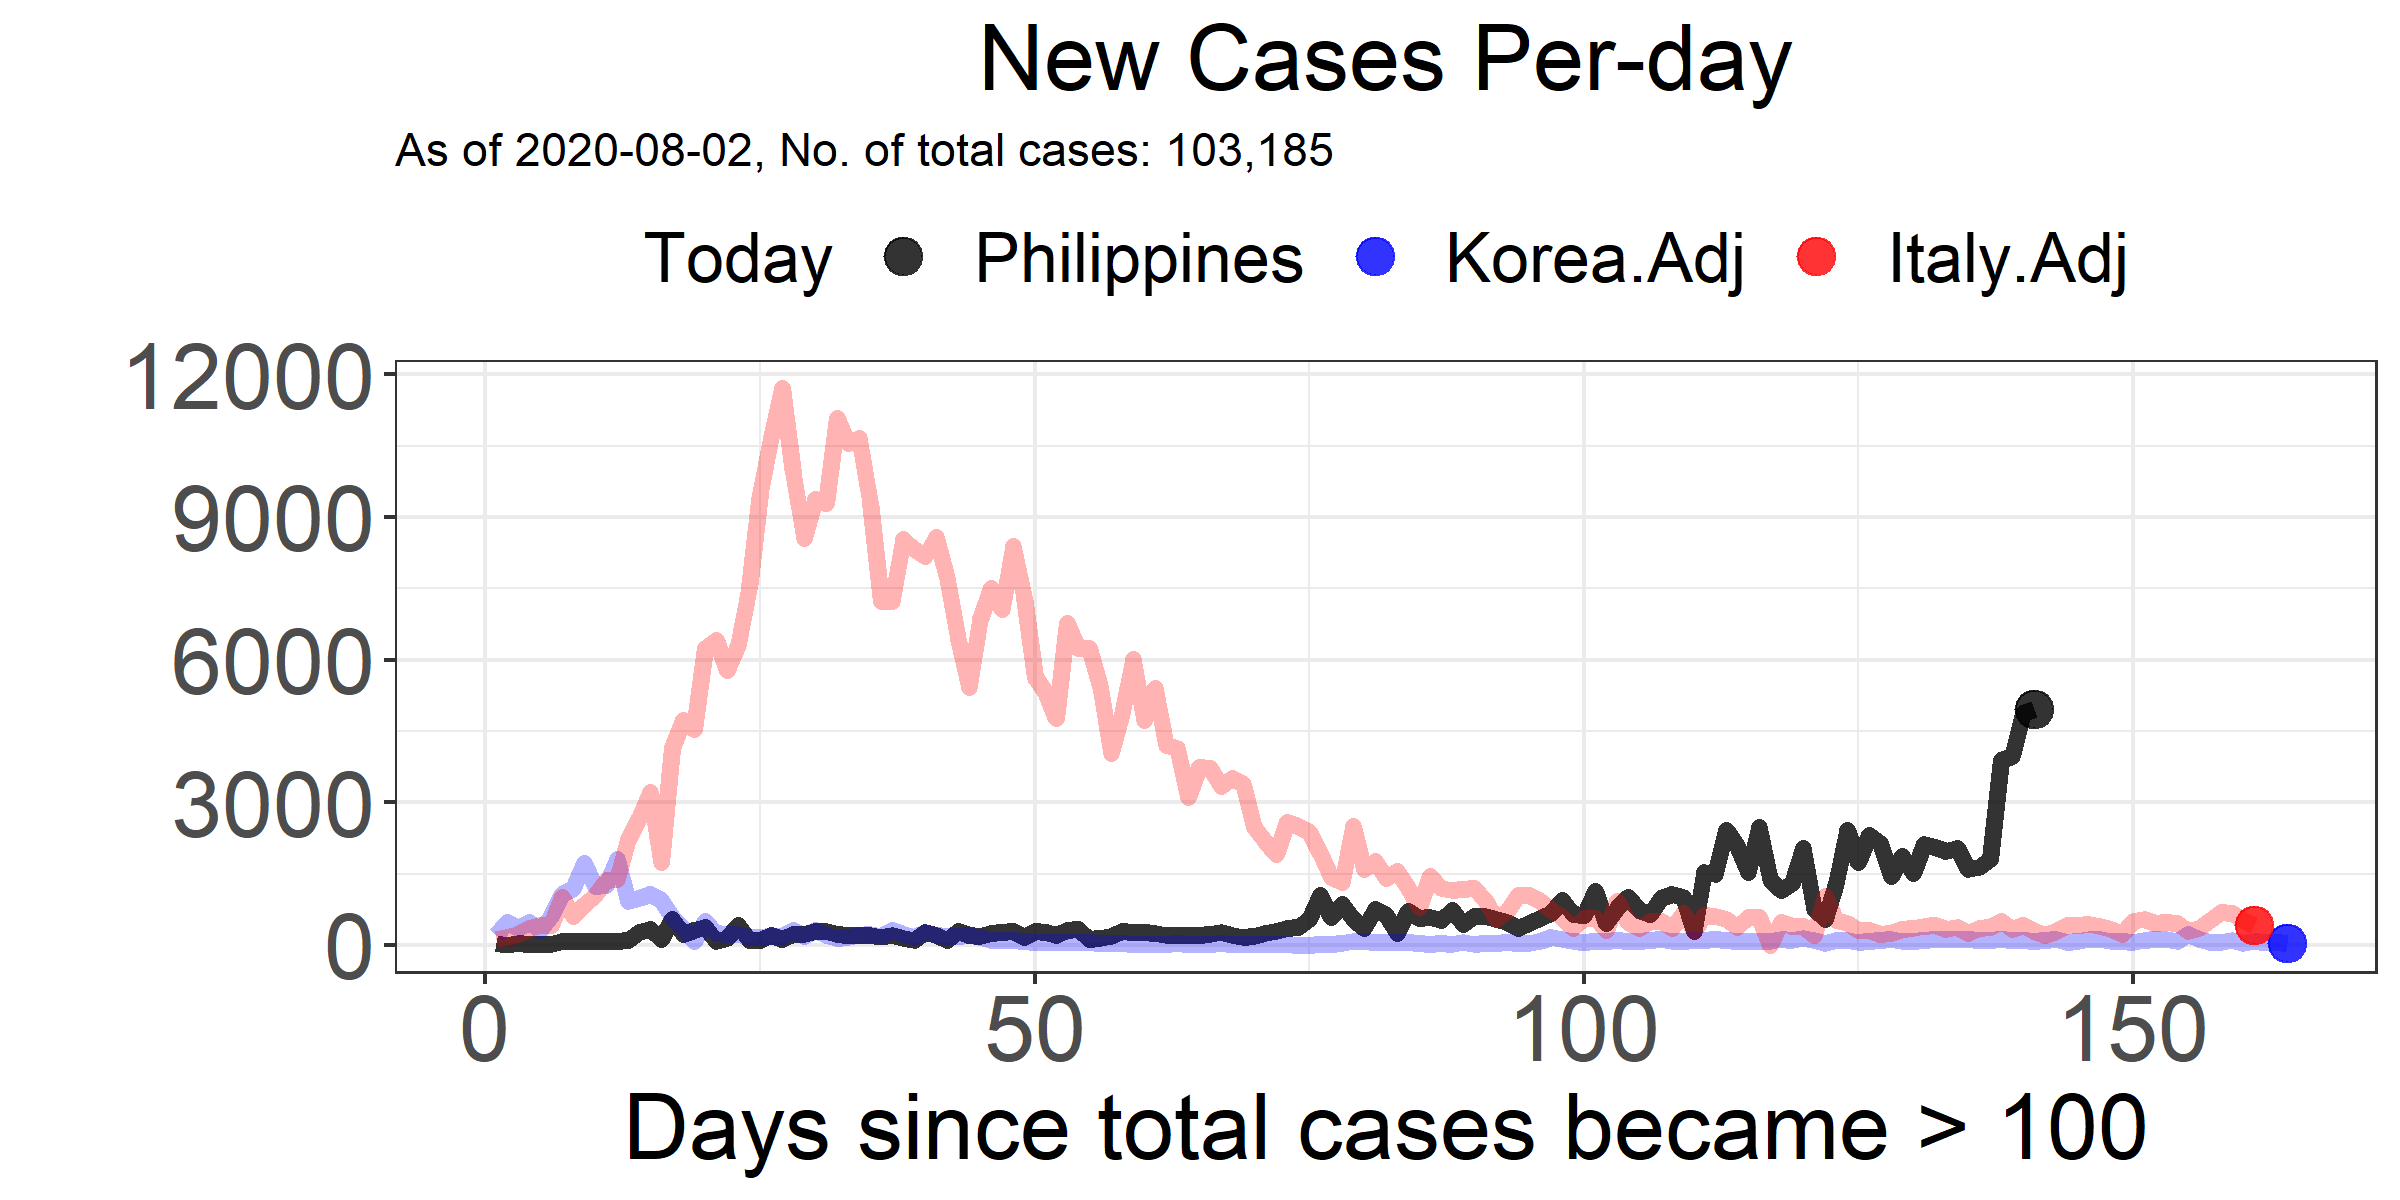 New Cases Per-day
As of 2020-08-02, No. of total cases: 103,185
Today Philippines Korea.Adj Italy.Adj
12000
9000
6000
3000
0
0 50 100 150
Days since total cases became > 100